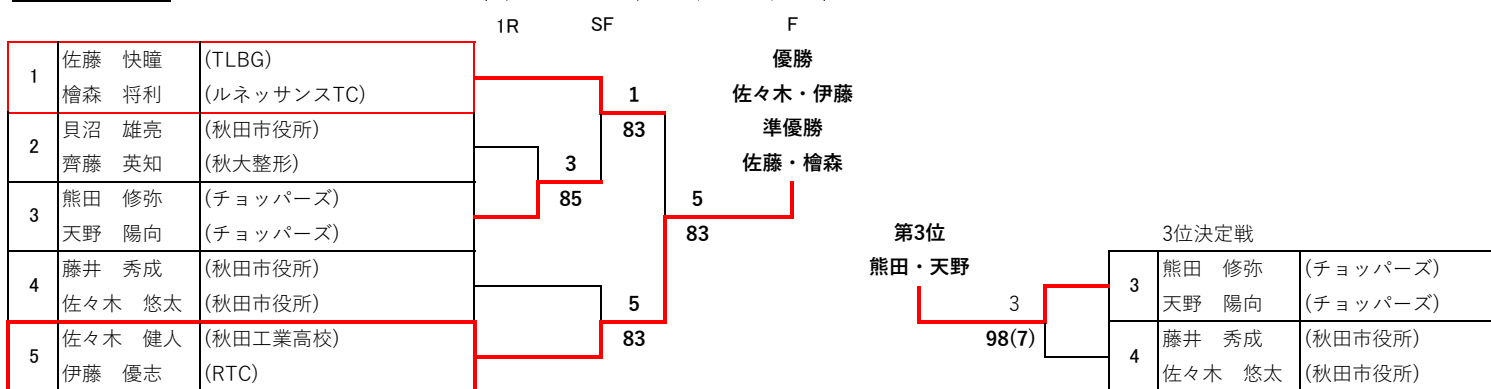 1R SF F
1 佐藤 快瞳 (TLBG) 優勝
檜森 将利 (ルネッサンスTC) 1 佐々木・伊藤
2 貝沼 雄亮 (秋田市役所) 83 準優勝
齊藤 英知 (秋大整形) 3 佐藤・檜森
3 熊田 修弥 (チョッパーズ) 85 5
天野 陽向 (チョッパーズ) 83 第3位 3位決定戦
4 藤井 秀成 (秋田市役所) 熊田・天野 3 熊田 修弥 (チョッパーズ)
佐々木 悠太 (秋田市役所) 5 3 天野 陽向 (チョッパーズ)
5 佐々木 健人 (秋田工業高校) 83 98(7) 4 藤井 秀成 (秋田市役所)
伊藤 優志 (RTC) 佐々木 悠太 (秋田市役所)